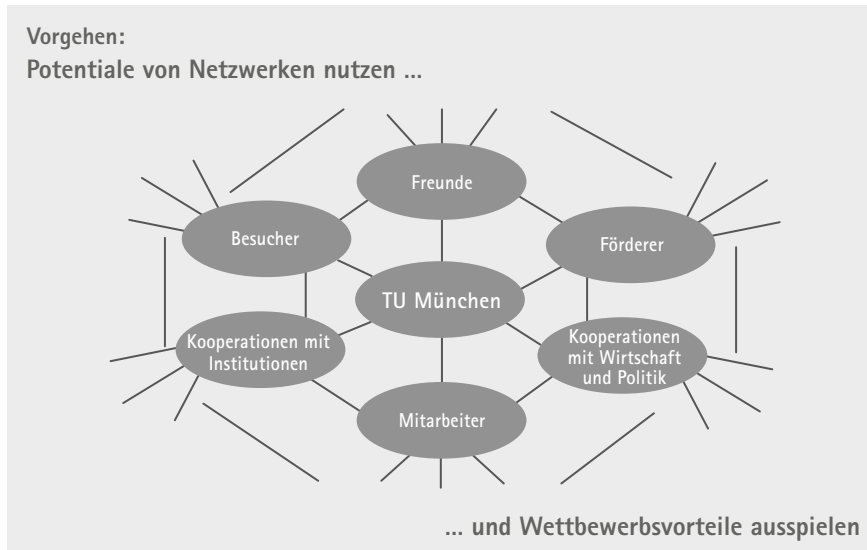 Vorgehen:
Potentiale von Netzwerken nutzen ...
Freunde
Besucher
Förderer
TU München
Kooperationen mit
Institutionen
Kooperationen
mit Wirtschaft
und Politik
Mitarbeiter
... und Wettbewerbsvorteile ausspielen